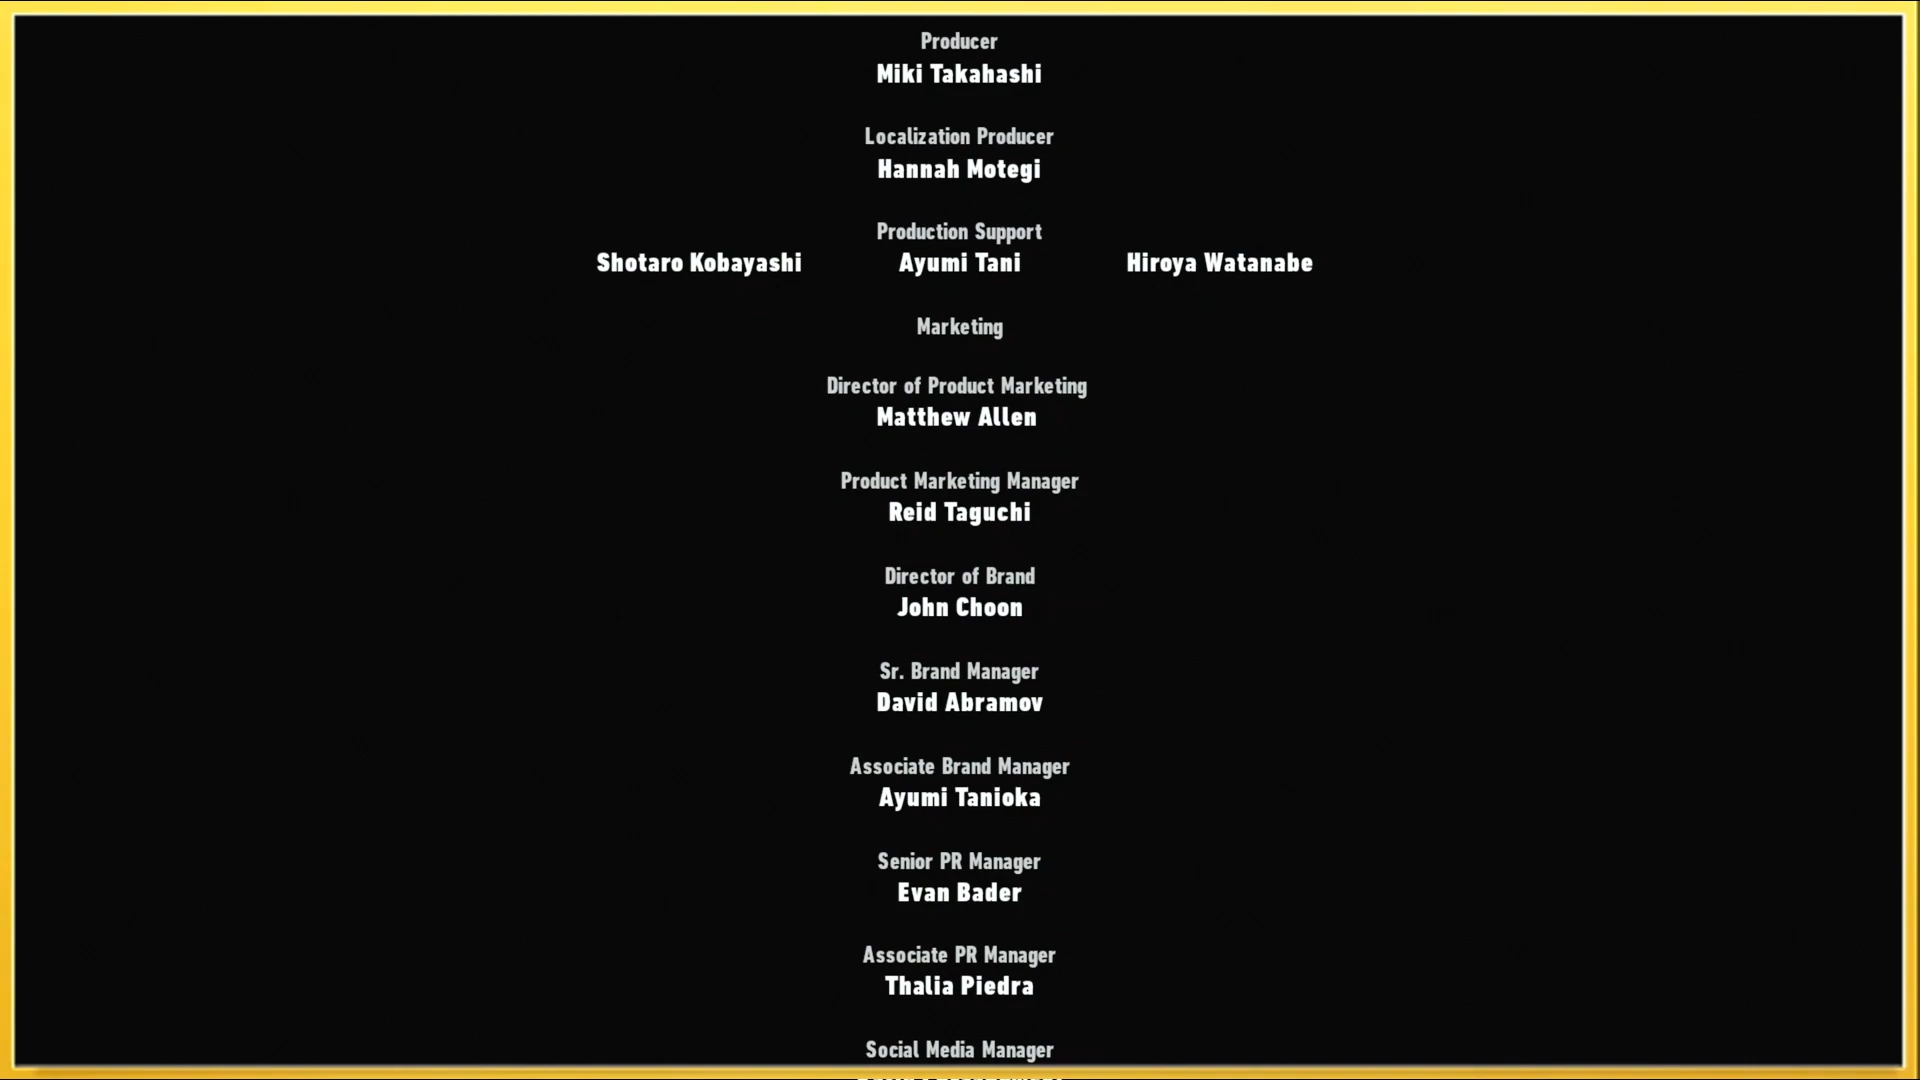 Producer
Miki Takahashi
Localization Producer
Hannah Motegi
Production Support
Shotaro Kobayashi Ayumi Tani Hiroya Watanabe
Marketing
Director of Product Marketing
Matthew Allen
Product Marketing Manager
Reid Taguchi
Director of Brand
John Choon
Sr. Brand Manager
David Abramov
Associate Brand Manager
Ayumi Tanioka
Senior PR Manager
Evan Bader
Associate PR Manager
Thalia Piedra
Social Media Manager